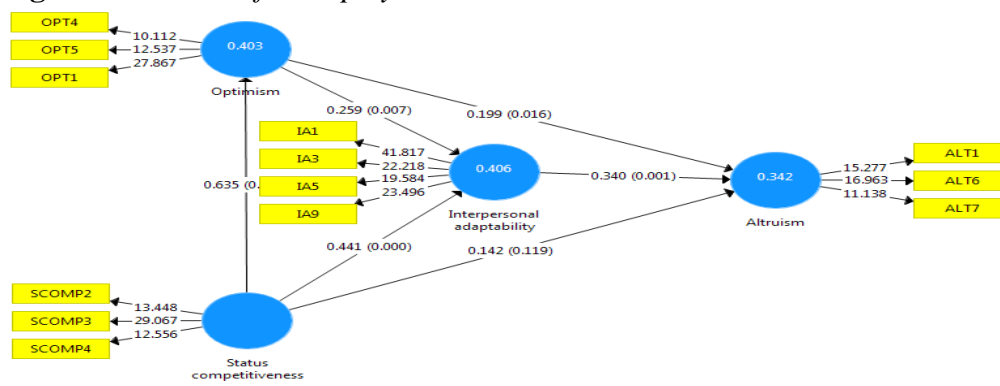 OPT4
OPT5
OPT1
10.112
12.537
27.867
0.403
Optimism
0.259 (0.007)
0.199 (0.016)
IA1
IA3
IA5
IA9
41.817
22.218
19.584
23.496
0.406
Interpersonal
adaptability
0.635 (0.
0.340 (0.001)
0.342
Altruism
15.277
16.963
11.138
ALT1
ALT6
ALT7
0.441 (0.000)
0.142 (0.119)
SCOMP2
SCOMP3
SCOMP4
13.448
29.067
12.556
Status
competitiveness